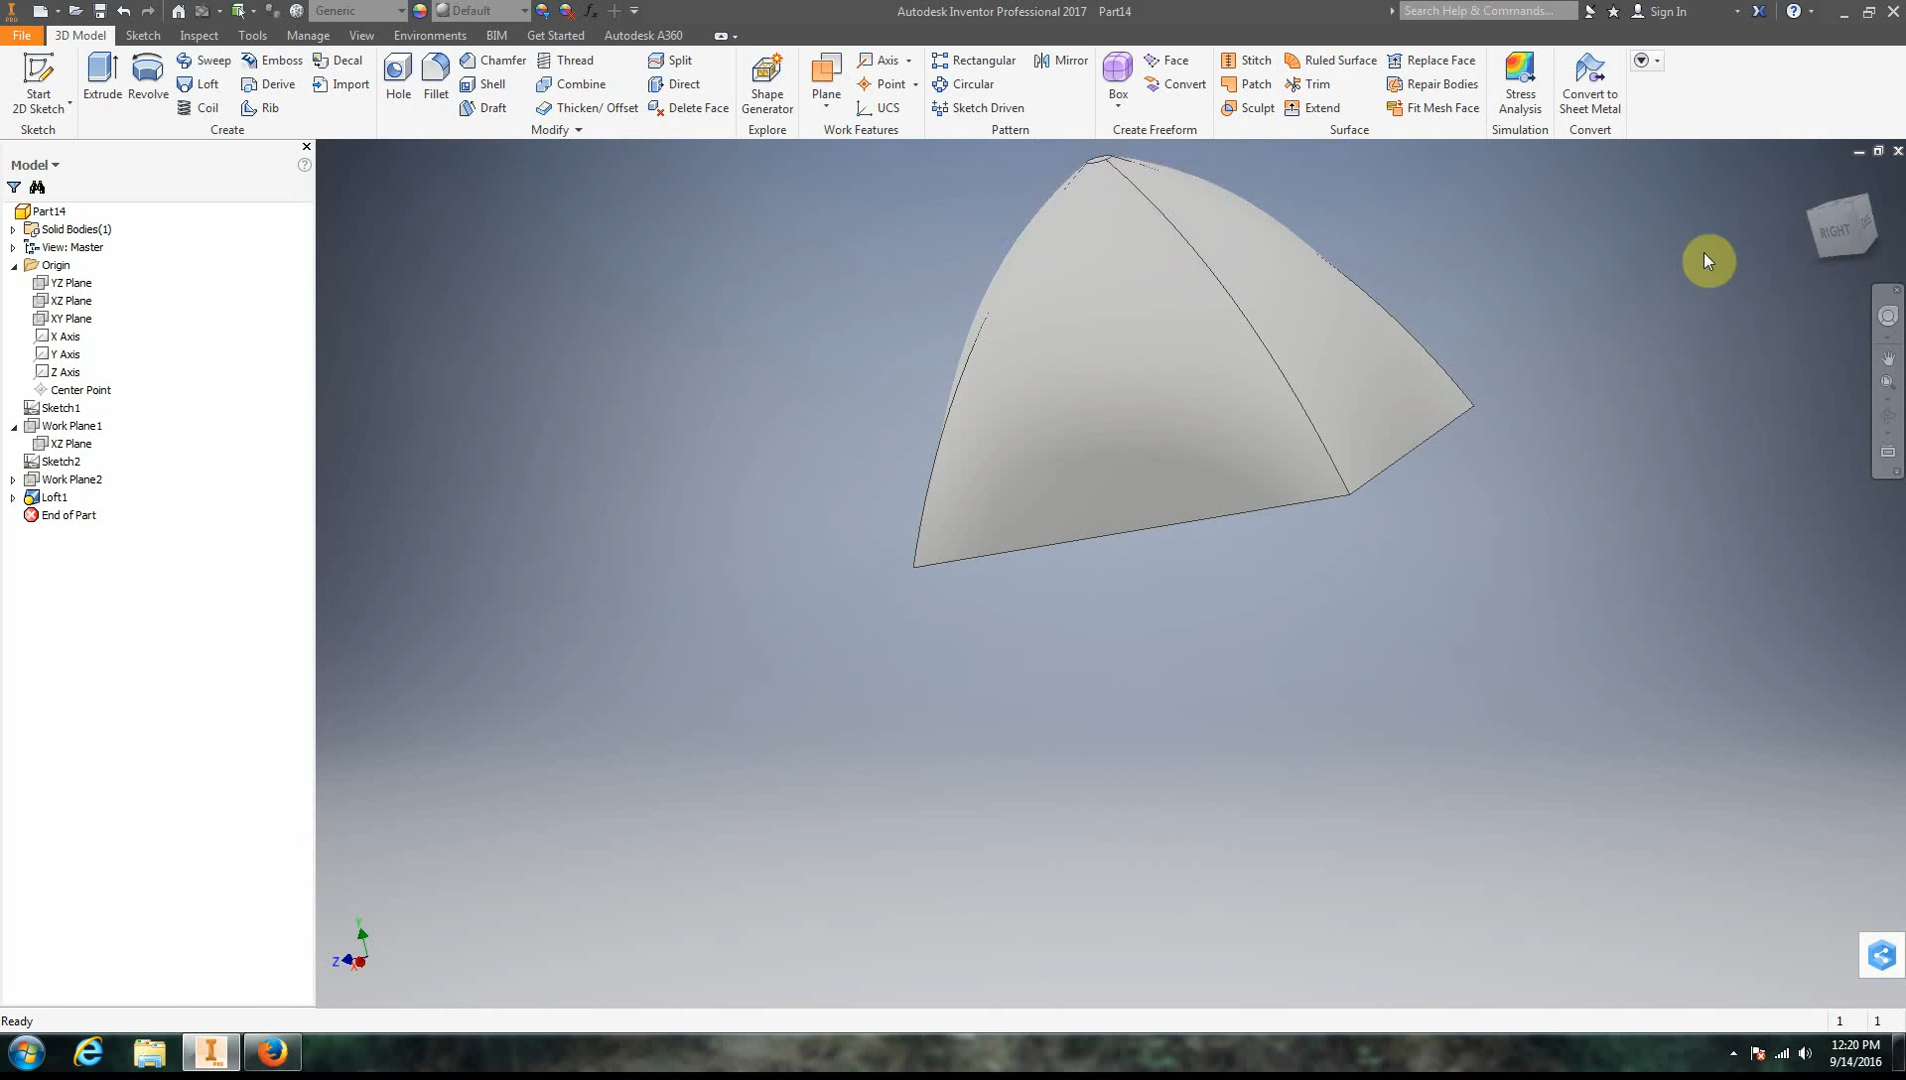 Generic
Default
Autodesk Inventor Professional 2017 Part14
Search Help & Commands...
Sign In
PRO
File
3D Model
Sketch
Inspect
Tools
Manage
View
Environments
BIM
Get Started
Autodesk A360
Start
2D Sketch
Sketch
Extrude
Revolve
Sweep
Loft
Coil
Emboss
Derive
Rib
Decal
Import
Create
Hole
Fillet
Chamfer
Shell
Draft
Thread
Combine
Thicken/ Offset
Split
Direct
Delete Face
Modify
Shape
Generator
Explore
Plane
Axis
Point
UCS
Work Features
Rectangular
Circular
Sketch Driven
Mirror
Pattern
Box
Face
Convert
Create Freeform
Stitch
Patch
Sculpt
Ruled Surface
Trim
Extend
Replace Face
Repair Bodies
Fit Mesh Face
Surface
Stress
Analysis
Simulation
Convert to
Sheet Metal
Convert
Model
Part14
Solid Bodies(1)
View: Master
Origin
YZ Plane
XZ Plane
XY Plane
X Axis
Y Axis
Z Axis
Center Point
Sketch1
Work Plane1
XZ Plane
Sketch2
Work Plane2
Loft1
End of Part
RIGHT
Y
Z
X
Ready
1 1
12:20 PM
9/14/2016